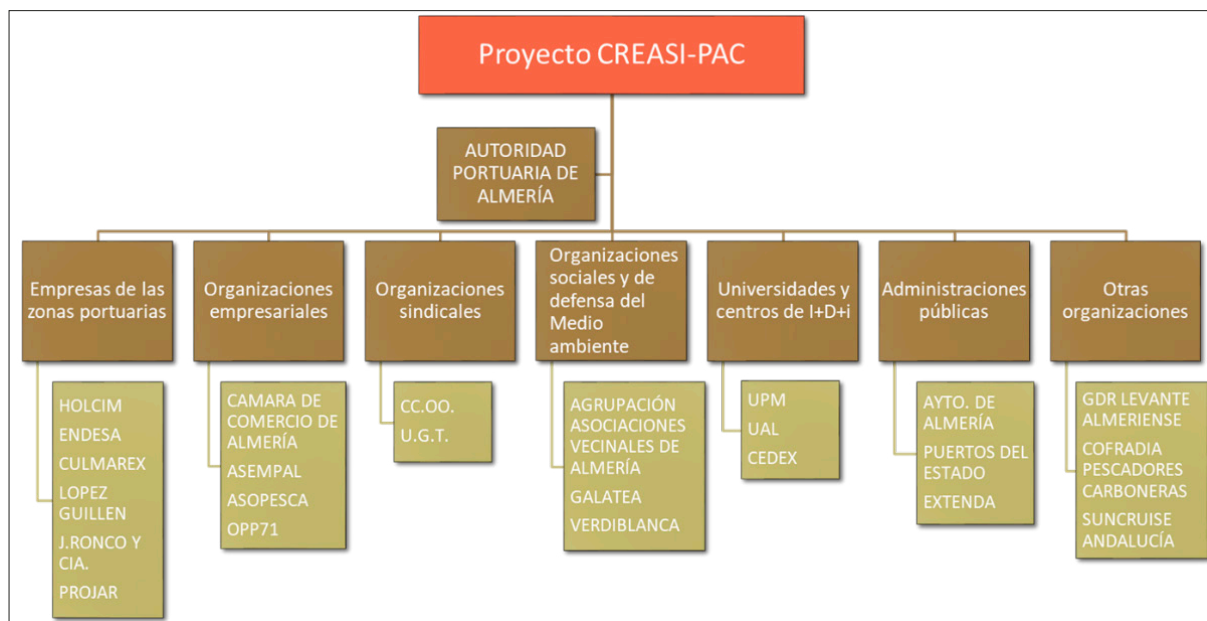 Proyecto CREASI-PAC
AUTORIDAD
PORTUARIA DE
ALMERÍA
Empresas de las
zonas portuarias
Organizaciones
empresariales
Organizaciones
sindicales
Organizaciones
sociales y de
defensa del
Medio
ambiente
Universidades y
centros de I+D+i
Administraciones
públicas
Otras
organizaciones
HOLCIM
ENDESA
CULMAREX
LOPEZ
GUILLEN
J.RONCO Y
CIA.
PROJAR
CAMARA DE
COMERCIO DE
ALMERÍA
ASEMPAL
ASOPESCA
OPP71
CC.OO.
U.G.T.
AGRUPACIÓN
ASOCIACIONES
VECINALES DE
ALMERÍA
GALATEA
VERDIBLANCA
UPM
UAL
CEDEX
AYTO. DE
ALMERÍA
PUERTOS DEL
ESTADO
EXTENDA
GDR LEVANTE
ALMERIENSE
COFRADIA
PESCADORES
CARBONERAS
SUNCRUISE
ANDALUCÍA